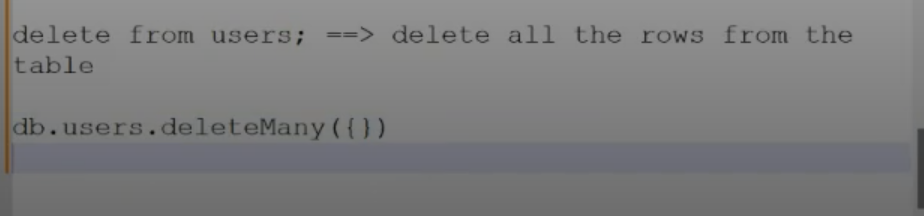 delete from users; ==> delete all the rows from the
table
db.users.deleteMany({})